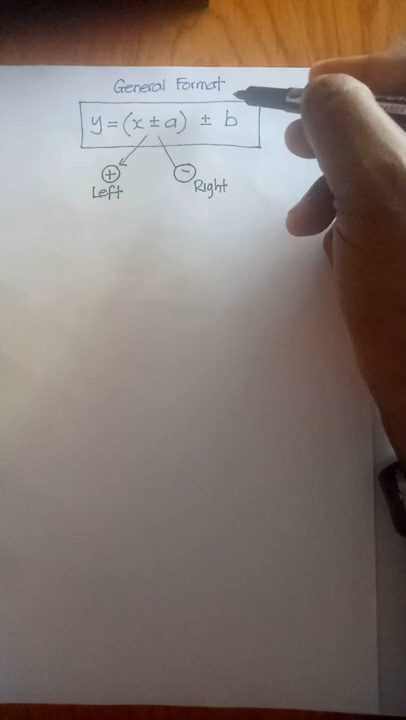 General Format
y = (x ± a) ± b
+ -
Left Right